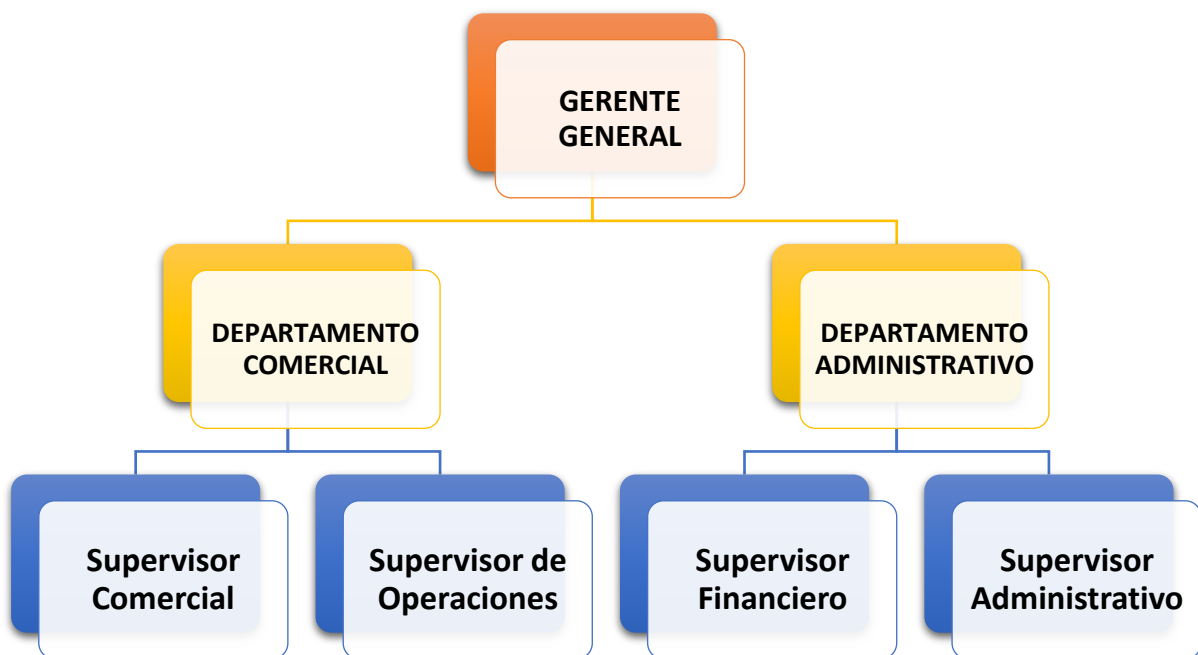 GERENTE
GENERAL
DEPARTAMENTO
COMERCIAL
DEPARTAMENTO
ADMINISTRATIVO
Supervisor
Comercial
Supervisor de
Operaciones
Supervisor
Financiero
Supervisor
Administrativo